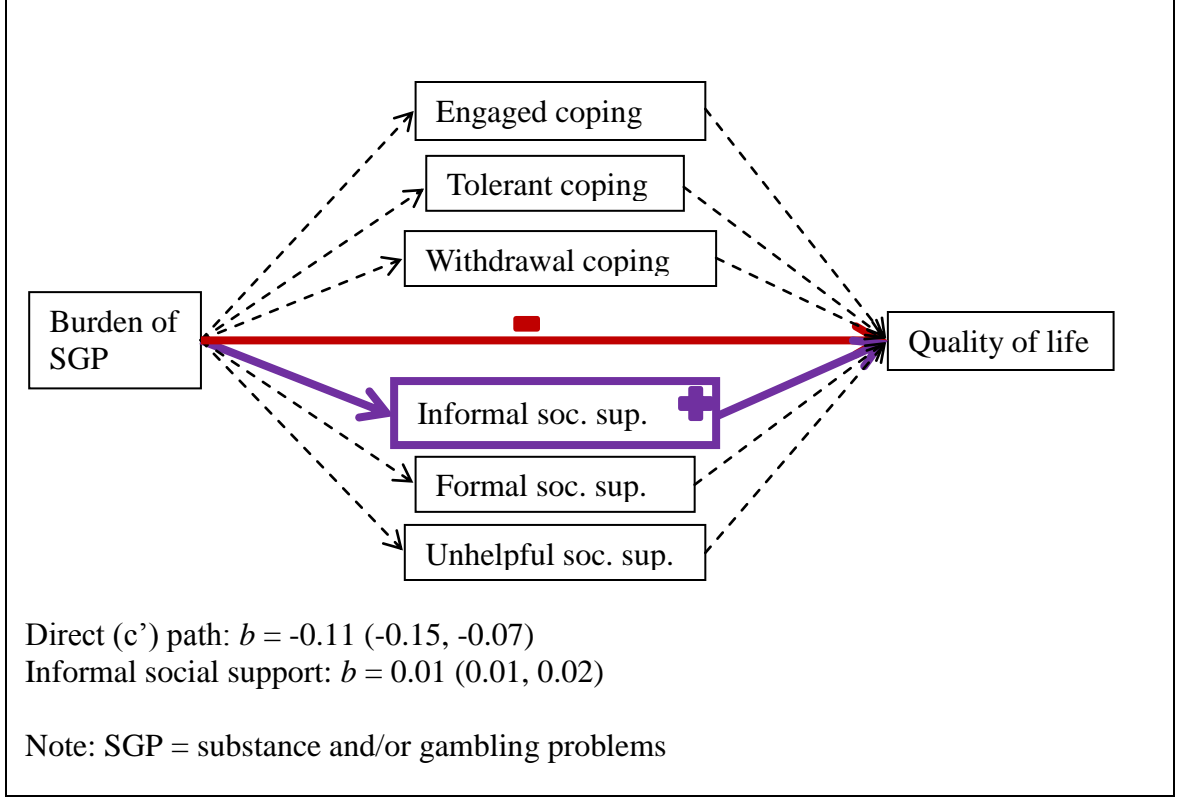 Engaged coping
Tolerant coping
Withdrawal coping
Burden of
SGP
Quality of life
Informal soc. sup.
Formal soc. sup.
Unhelpful soc. sup.
Direct (c’) path: b = -0.11 (-0.15, -0.07)
Informal social support: b = 0.01 (0.01, 0.02)
Note: SGP = substance and/or gambling problems